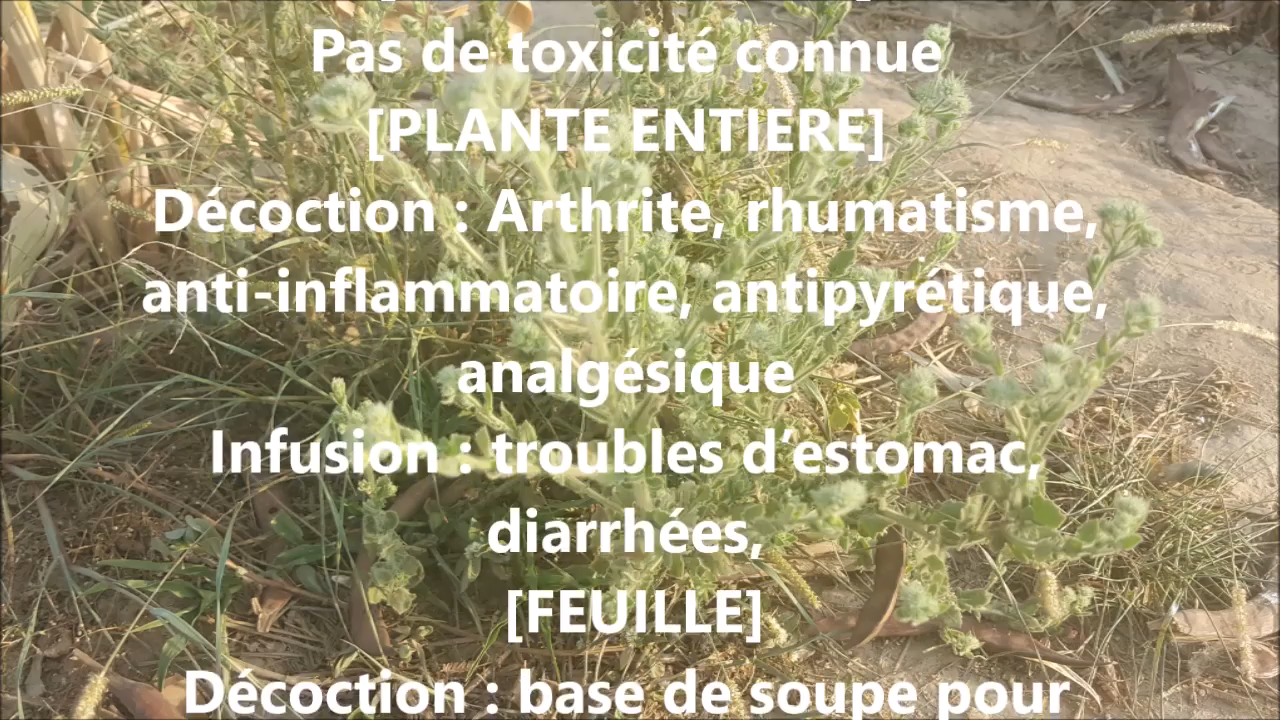 Pas de toxicité connue
[PLANTE ENTIERE]
Décoction : Arthrite, rhumatisme,
anti-inflammatoire, antipyrétique,
analgésique
Infusion : troubles d’estomac,
diarrhées,
[FEUILLE]
Décoction : base de soupe pour